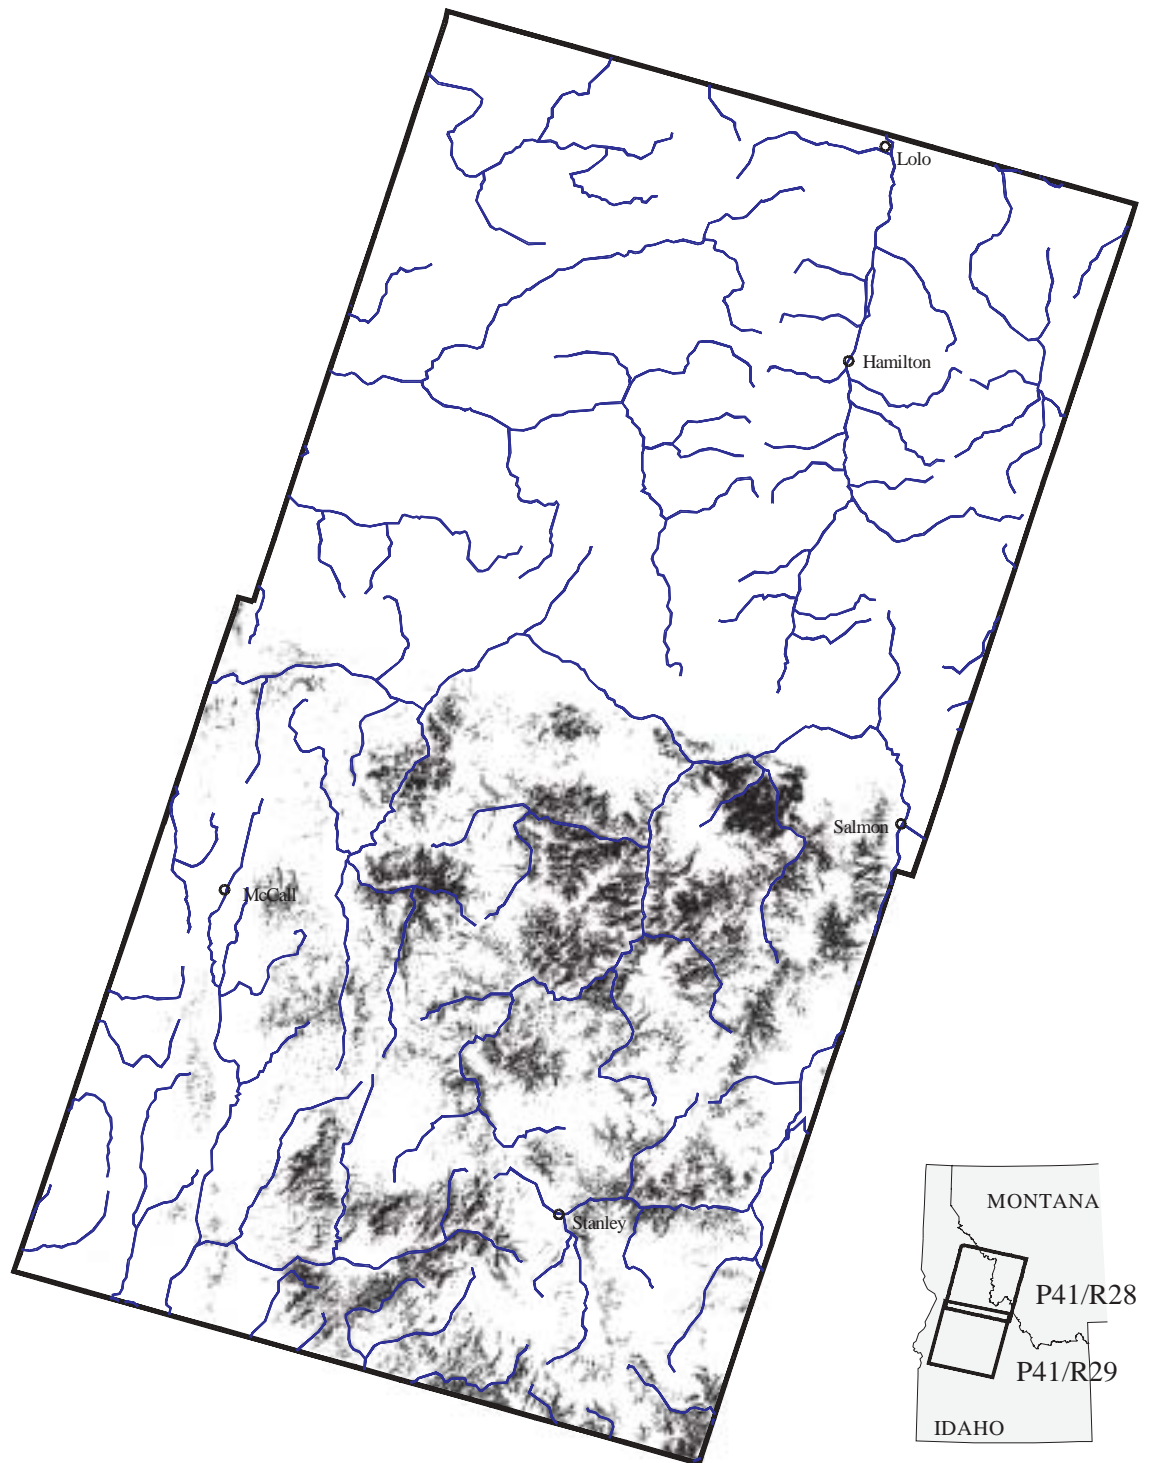 Lolo
Hamilton
Salmon
McCall
Stanley
MONTANA
P41/R28
P41/R29
IDAHO